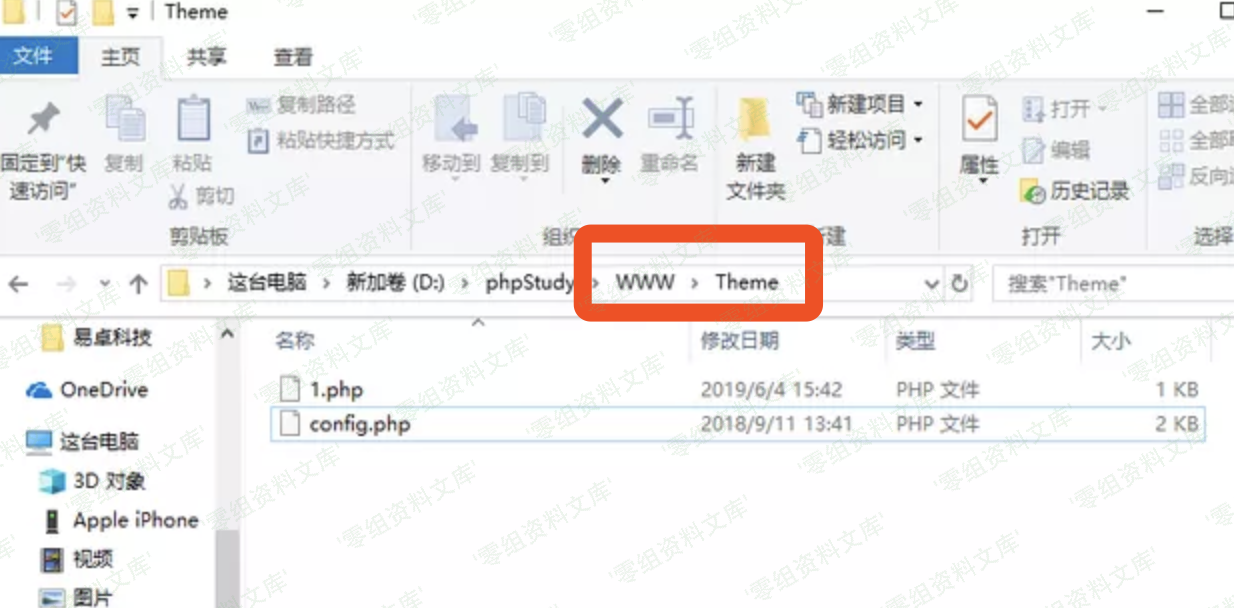 Theme
文件 主页 共享 查看
固定到"快速访问"
复制
粘贴
复制路径
粘贴快捷方式
剪切
剪贴板
移动到 复制到 删除 重命名
组织
新建文件夹
新建项目
轻松访问
新建
属性
打开
编辑
历史记录
打开
全部
全部
反向
选择
这台电脑 › 新加卷 (D:) › phpStudy › WWW › Theme
搜索"Theme"
名称 修改日期 类型 大小
1.php 2019/6/4 15:42 PHP 文件 1 KB
config.php 2018/9/11 13:41 PHP 文件 2 KB
易卓科技
OneDrive
这台电脑
3D 对象
Apple iPhone
视频
图片
'零组资料文库'